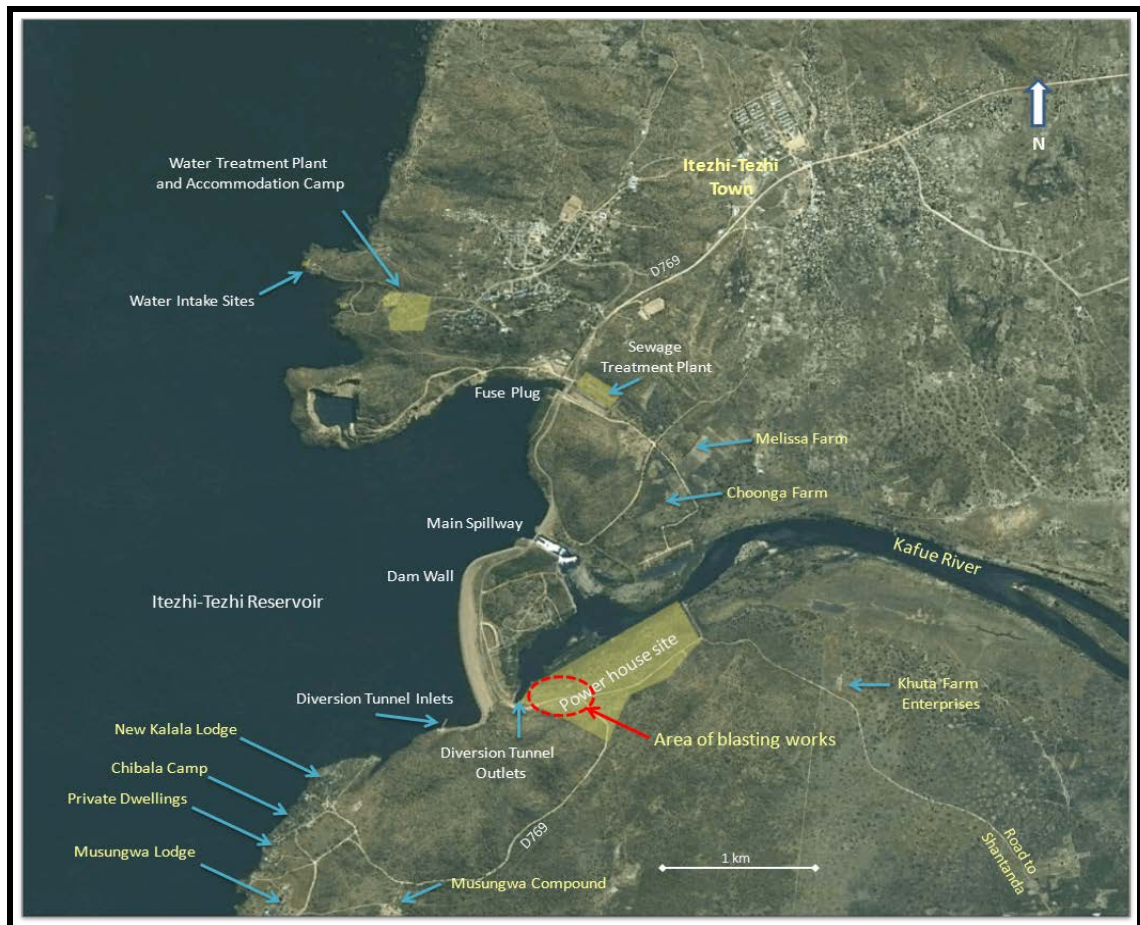 N
Water Treatment Plant
and Accommodation Camp
Itezhi-Tezhi
Town
D769
Water Intake Sites
Sewage
Treatment Plant
Fuse Plug
Melissa Farm
Choonga Farm
Main Spillway
Kafue River
Dam Wall
Itezhi-Tezhi Reservoir
Power house site
Khuta Farm
Enterprises
Diversion Tunnel Inlets
New Kalala Lodge
Diversion Tunnel
Outlets
Area of blasting works
Chibala Camp
Private Dwellings
D769
Musungwa Lodge
1 km
Road to
Shantanda
Musungwa Compound